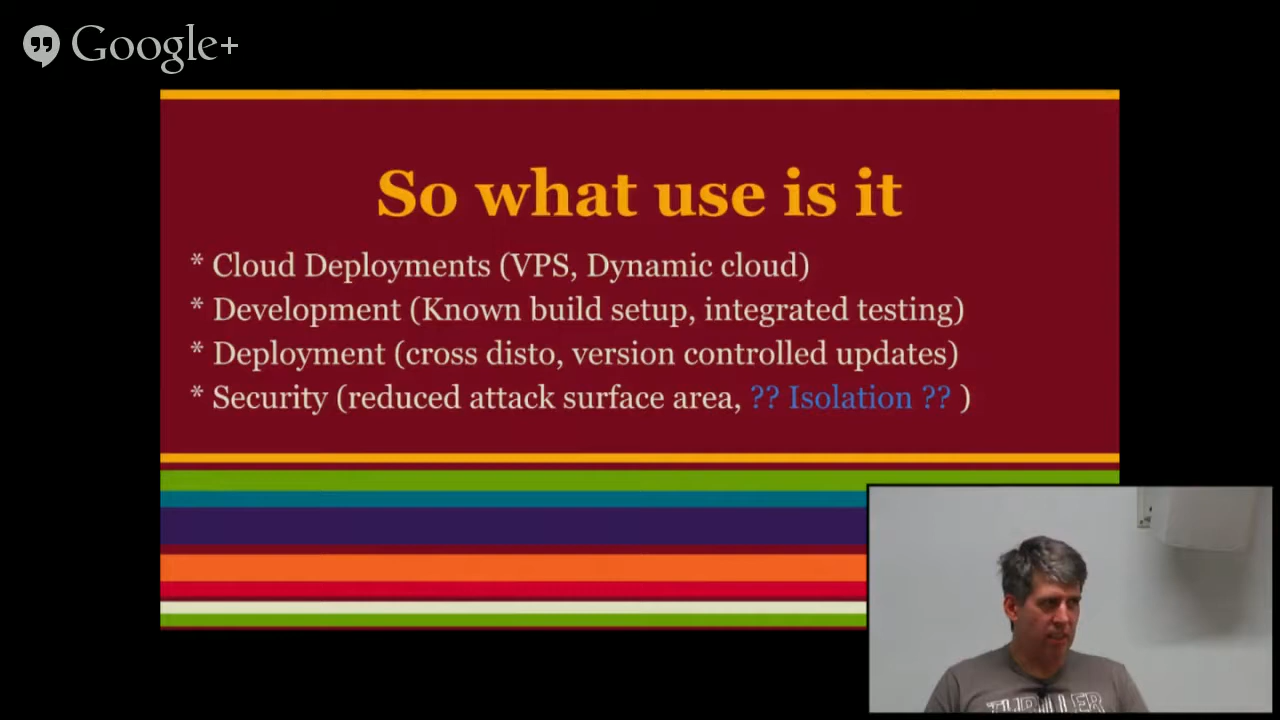 Google+
So what use is it
* Cloud Deployments (VPS, Dynamic cloud)
* Development (Known build setup, integrated testing)
* Deployment (cross disto, version controlled updates)
* Security (reduced attack surface area, ?? Isolation ?? )
THRILLER